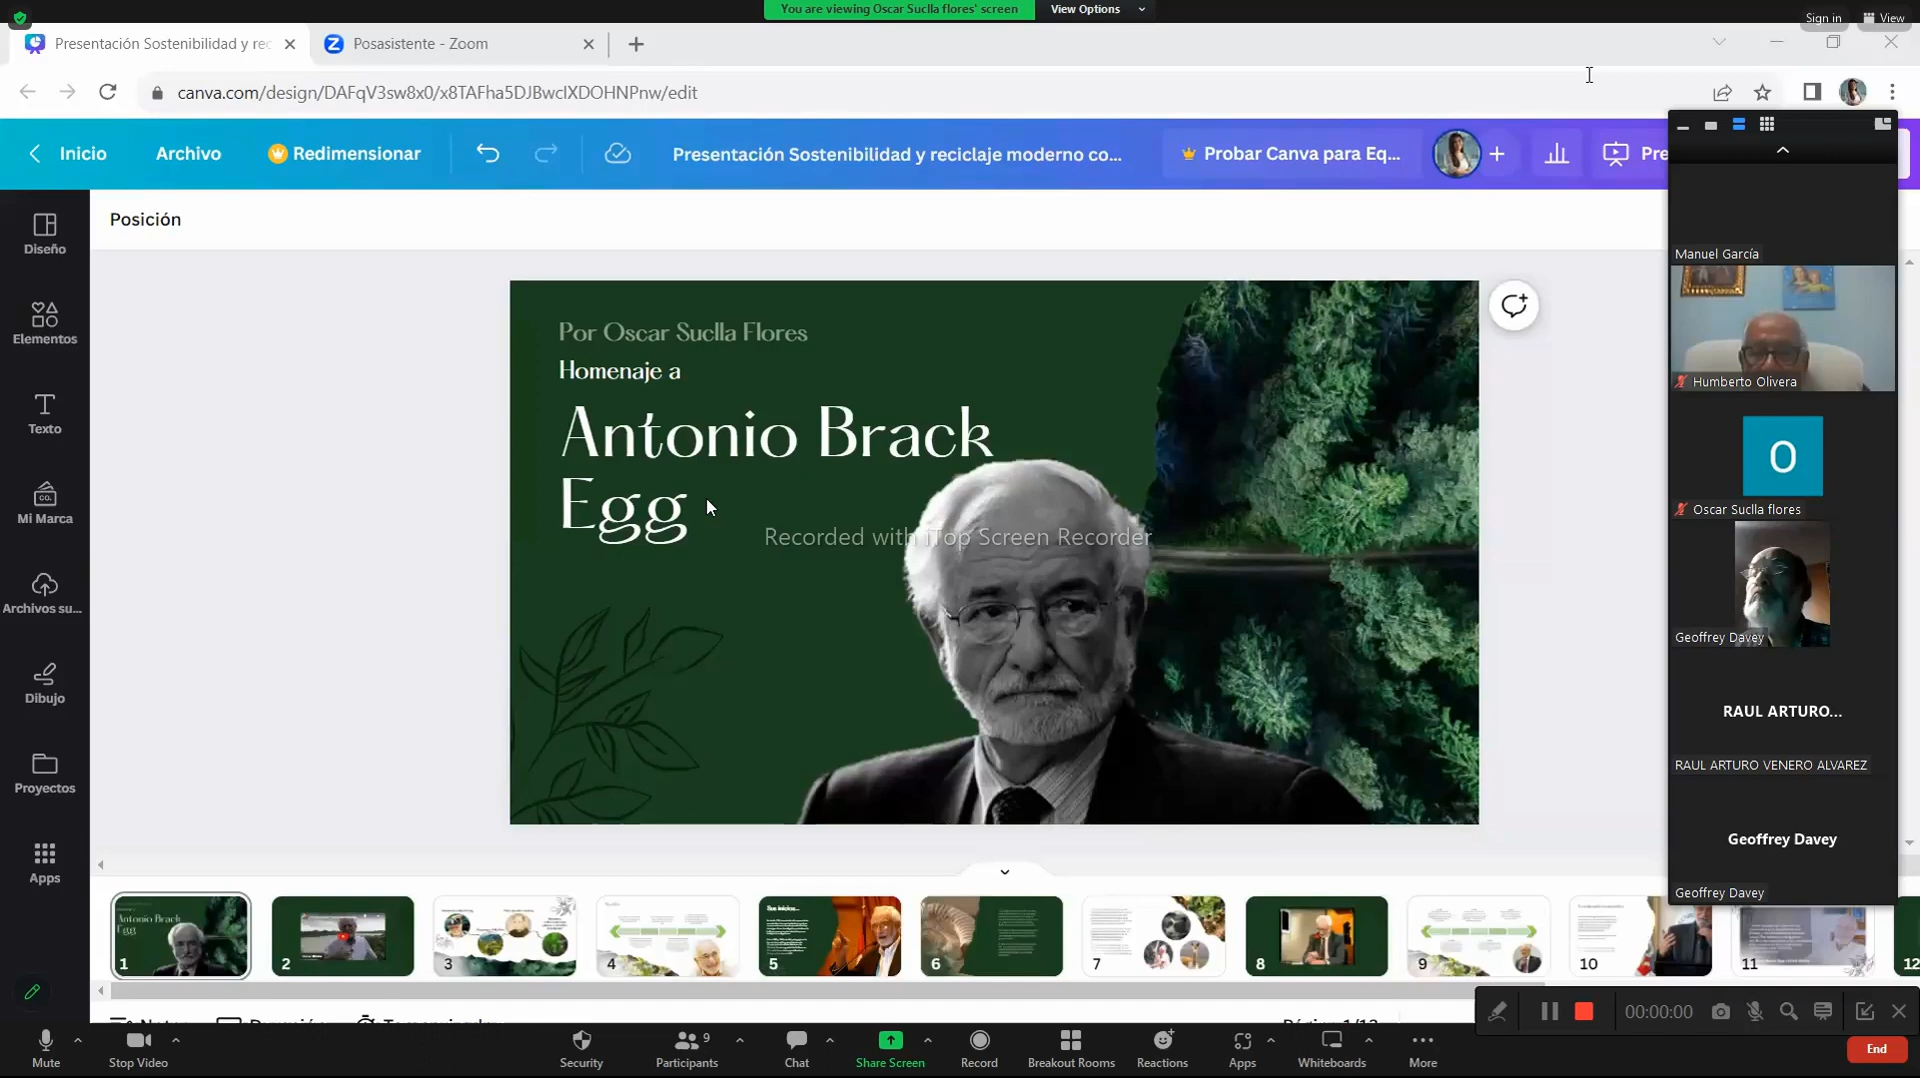 You are viewing Oscar Suclla flores' screen
View Options
Sign in
View
Presentación Sostenibilidad y rec
Posasistente - Zoom
canva.com/design/DAFqV3sw8x0/x8TAFha5DJBwclXDOHNPnw/edit
Inicio
Archivo
Redimensionar
Presentación Sostenibilidad y reciclaje moderno co...
Probar Canva para Eq...
Pre
Posición
Diseño
Elementos
Texto
Mi Marca
Archivos su...
Dibujo
Proyectos
Apps
Por Oscar Suclla Flores
Homenaje a
Antonio Brack
Egg
Recorded with iTop Screen Recorder
Manuel García
Humberto Olivera
O
Oscar Suclla flores
Geoffrey Davey
RAUL ARTURO...
RAUL ARTURO VENERO ALVAREZ
Geoffrey Davey
Geoffrey Davey
Antonio Brack
Egg
Sus inicios...
1
2
3
4
5
6
7
8
9
10
11
12
00:00:00
Mute
Stop Video
Security
Participants
9
Chat
Share Screen
Record
Breakout Rooms
Reactions
Apps
Whiteboards
More
End